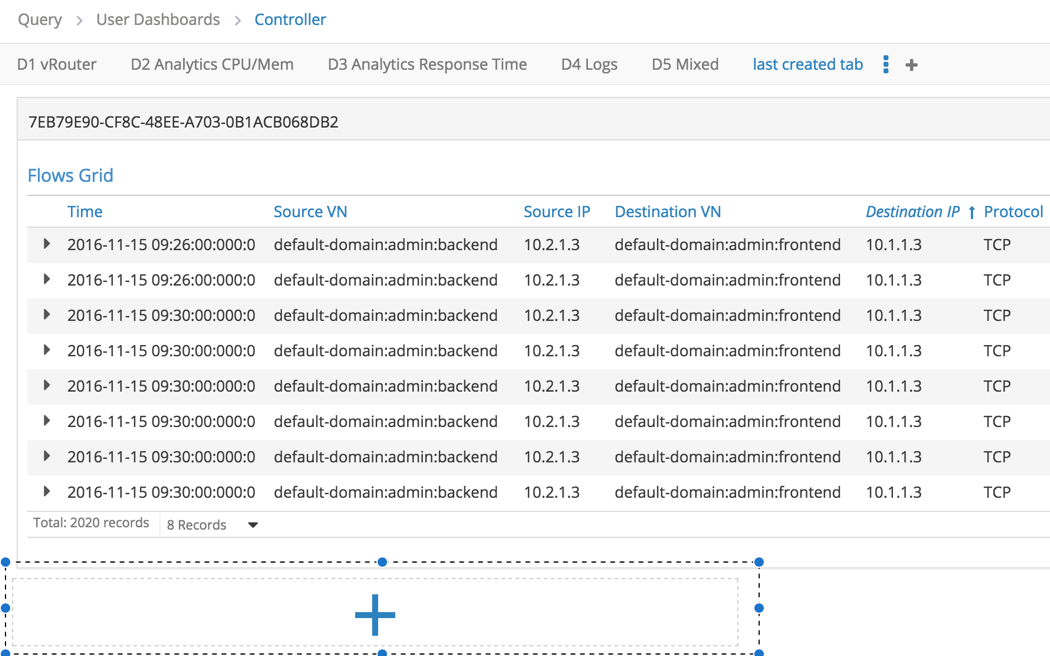 Query > User Dashboards > Controller
D1 vRouter D2 Analytics CPU/Mem D3 Analytics Response Time D4 Logs D5 Mixed last created tab
7EB79E90-CF8C-48EE-A703-0B1ACB068DB2
Flows Grid
Time Source VN Source IP Destination VN Destination IP ↑ Protocol
2016-11-15 09:26:00:000:0 default-domain:admin:backend 10.2.1.3 default-domain:admin:frontend 10.1.1.3 TCP
2016-11-15 09:26:00:000:0 default-domain:admin:backend 10.2.1.3 default-domain:admin:frontend 10.1.1.3 TCP
2016-11-15 09:30:00:000:0 default-domain:admin:backend 10.2.1.3 default-domain:admin:frontend 10.1.1.3 TCP
2016-11-15 09:30:00:000:0 default-domain:admin:backend 10.2.1.3 default-domain:admin:frontend 10.1.1.3 TCP
2016-11-15 09:30:00:000:0 default-domain:admin:backend 10.2.1.3 default-domain:admin:frontend 10.1.1.3 TCP
2016-11-15 09:30:00:000:0 default-domain:admin:backend 10.2.1.3 default-domain:admin:frontend 10.1.1.3 TCP
2016-11-15 09:30:00:000:0 default-domain:admin:backend 10.2.1.3 default-domain:admin:frontend 10.1.1.3 TCP
2016-11-15 09:30:00:000:0 default-domain:admin:backend 10.2.1.3 default-domain:admin:frontend 10.1.1.3 TCP
Total: 2020 records 8 Records